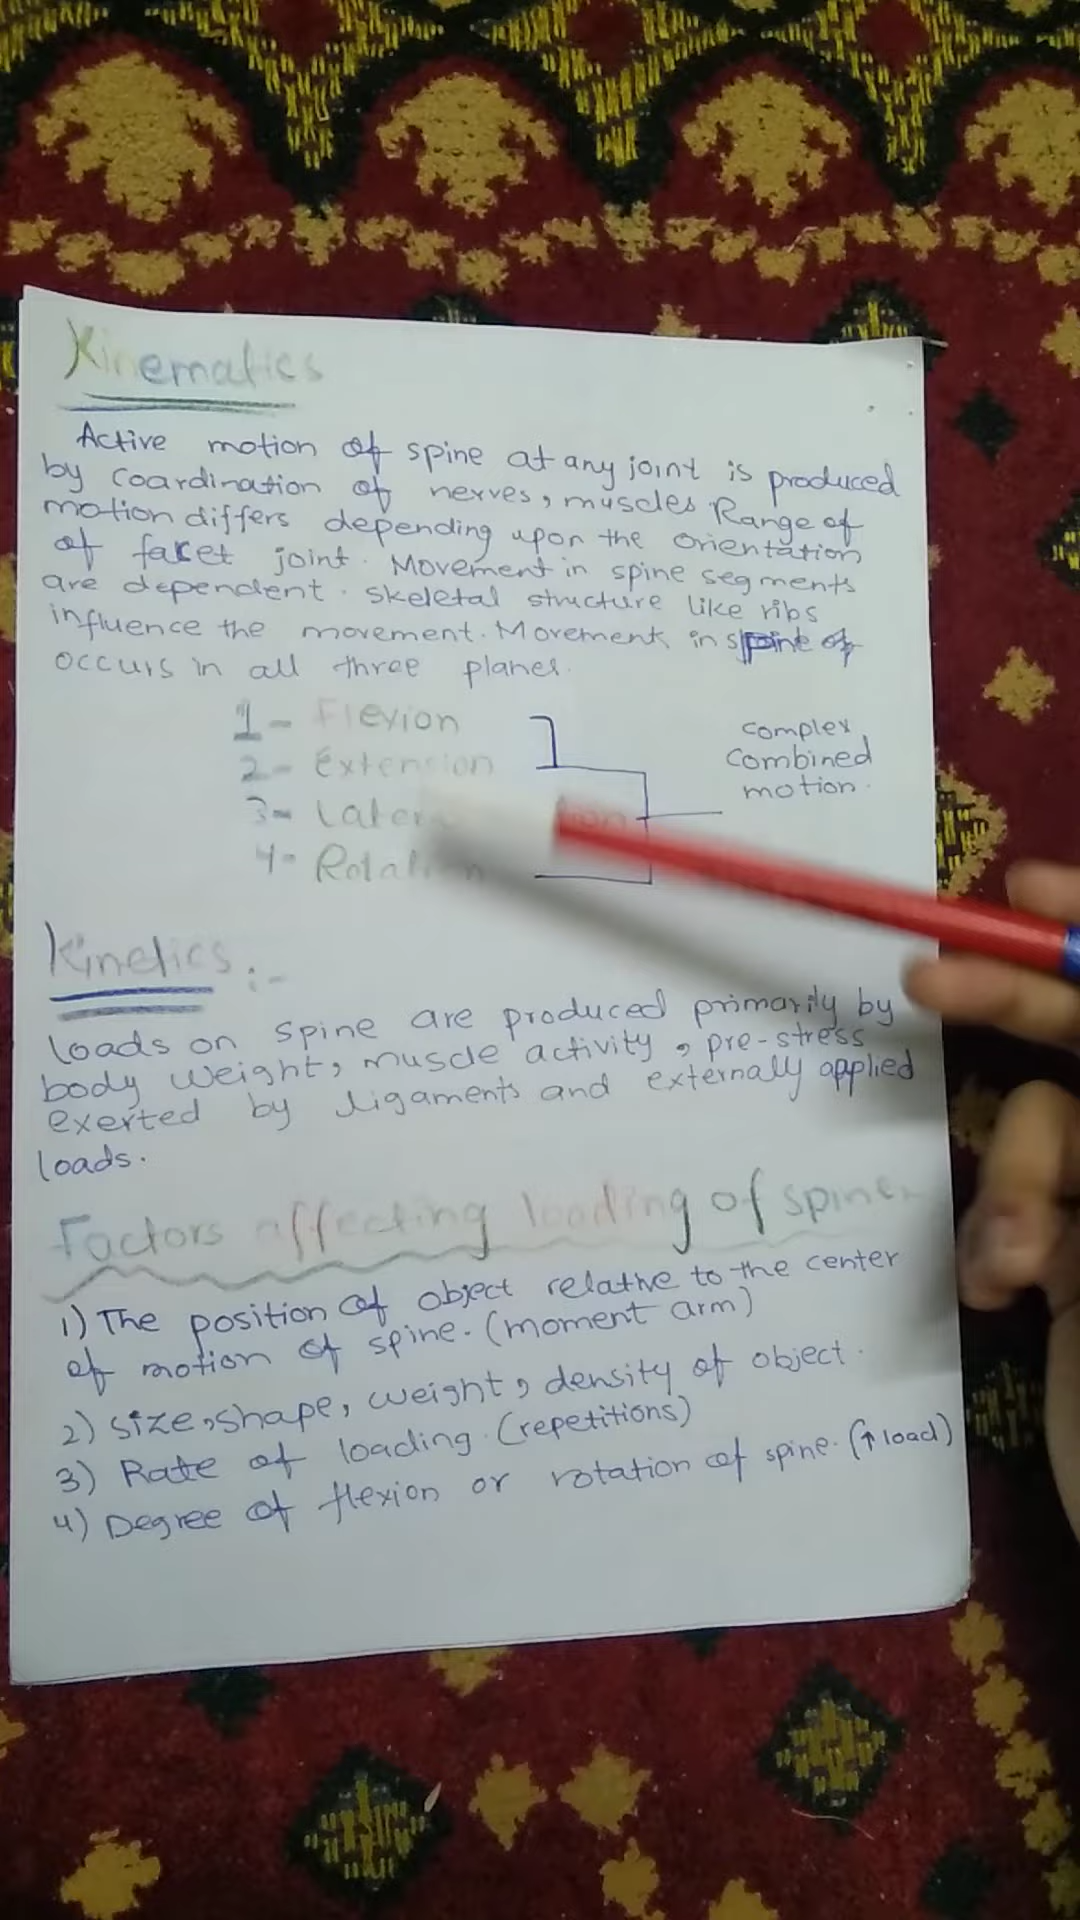 Kinematics
Active motion of spine at any joint is produced
by coardination of nerves, muscles Range of
motion differs depending upon the orientation
of facet joint. Movement in spine segments
are dependent. skeletal structure like ribs
influence the movement. Movement in spine of
occurs in all three planes.
1- Flexion
2- Extension
3- Later
4- Rotation
complex
combined
motion.
Kinetics:-
loads on spine are produced primarily by
body weight, muscle activity, pre-stress
exerted by ligaments and externally applied
loads.
Factors affecting loading of spine.
1) The position of object relative to the center
of motion of spine. (moment arm)
2) size, shape, weight, density of object.
3) Rate of loading. (repetitions)
4) Degree of flexion or rotation of spine. (↑ load)